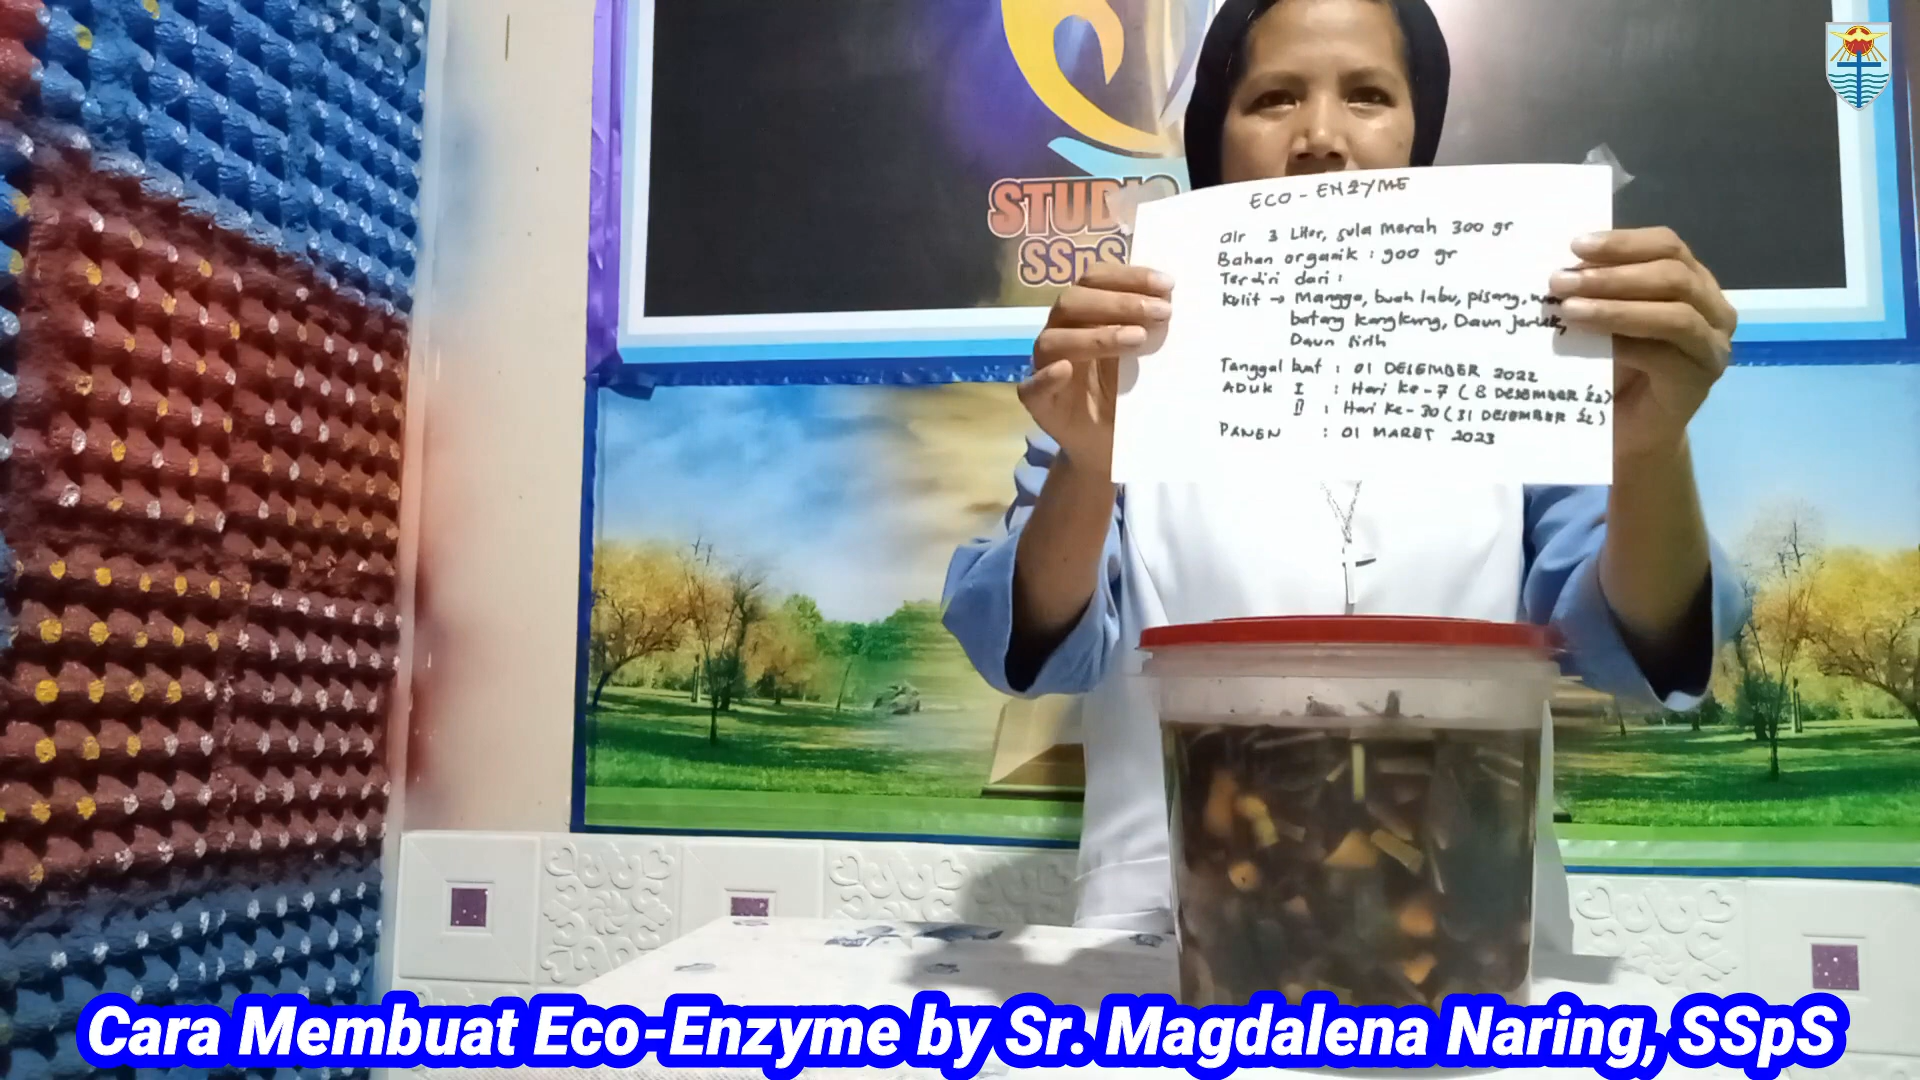 STUDIO
SSpS
ECO - ENZYME
air 3 Liter, gula merah 300 gr
Bahan organik : 900 gr
Terdiri dari :
Kulit → Mangga, buah labu, pisang,
batang kangkung, Daun jeruk,
Daun sirih
Tanggal buat : 01 DESEMBER 2022
ADUK I : Hari ke - 7 ( 8 DESEMBER 22)
II : Hari ke - 30 ( 31 DESEMBER 22 )
PANEN : 01 MARET 2023
Cara Membuat Eco-Enzyme by Sr. Magdalena Naring, SSpS